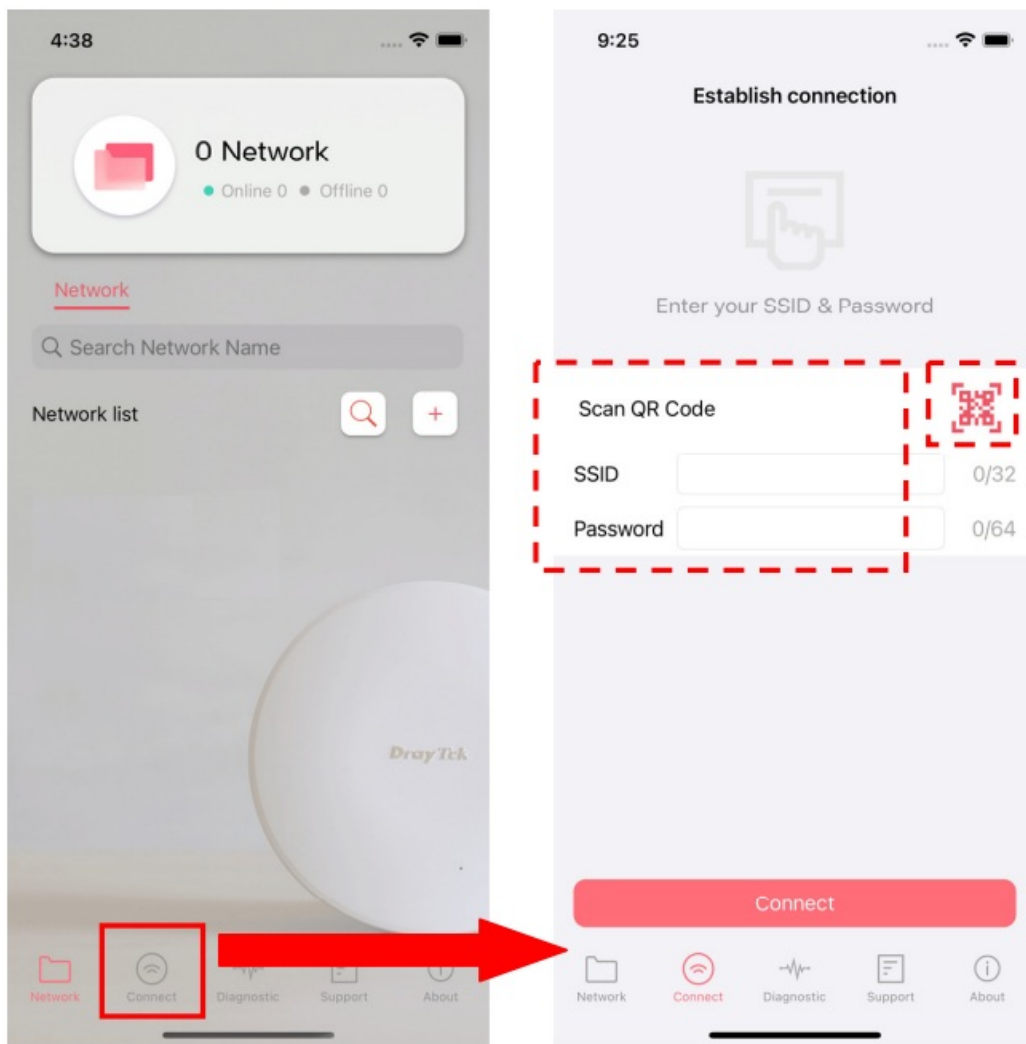 4:38
0 Network
Online 0 Offline 0
Network
Search Network Name
Network list
DrayTek
Network Connect Diagnostic Support About
9:25
Establish connection
Enter your SSID & Password
Scan QR Code
SSID 0/32
Password 0/64
Connect
Network Connect Diagnostic Support About